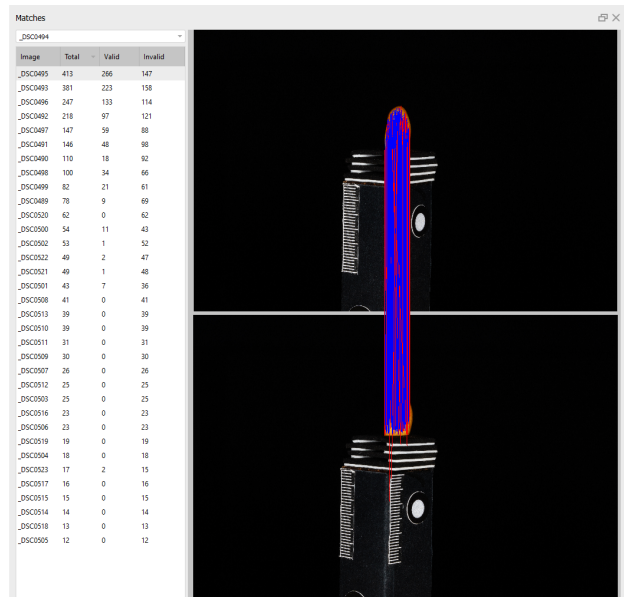 Matches
_DSC0494
Image Total Valid Invalid
_DSC0495 413 266 147
_DSC0493 381 223 158
_DSC0496 247 133 114
_DSC0492 218 97 121
_DSC0497 147 59 88
_DSC0491 146 48 98
_DSC0490 110 18 92
_DSC0498 100 34 66
_DSC0499 82 21 61
_DSC0489 78 9 69
_DSC0520 62 0 62
_DSC0500 54 11 43
_DSC0502 53 1 52
_DSC0522 49 2 47
_DSC0521 49 1 48
_DSC0501 43 7 36
_DSC0508 41 0 41
_DSC0513 39 0 39
_DSC0510 39 0 39
_DSC0511 31 0 31
_DSC0509 30 0 30
_DSC0507 26 0 26
_DSC0512 25 0 25
_DSC0503 25 0 25
_DSC0516 23 0 23
_DSC0506 23 0 23
_DSC0519 19 0 19
_DSC0504 18 0 18
_DSC0523 17 2 15
_DSC0517 16 0 16
_DSC0515 15 0 15
_DSC0514 14 0 14
_DSC0518 13 0 13
_DSC0505 12 0 12